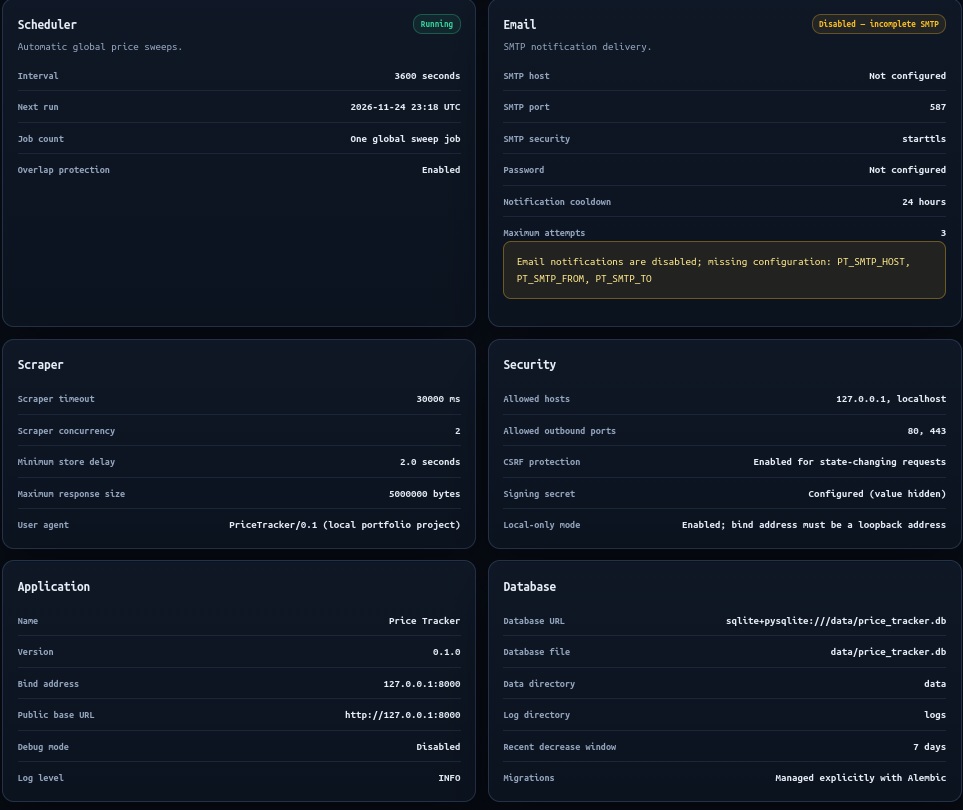 Scheduler
Running
Automatic global price sweeps.
Interval 3600 seconds
Next run 2026-11-24 23:18 UTC
Job count One global sweep job
Overlap protection Enabled
Email
Disabled — incomplete SMTP
SMTP notification delivery.
SMTP host Not configured
SMTP port 587
SMTP security starttls
Password Not configured
Notification cooldown 24 hours
Maximum attempts 3
Email notifications are disabled; missing configuration: PT_SMTP_HOST,
PT_SMTP_FROM, PT_SMTP_TO
Scraper
Scraper timeout 30000 ms
Scraper concurrency 2
Minimum store delay 2.0 seconds
Maximum response size 5000000 bytes
User agent PriceTracker/0.1 (local portfolio project)
Security
Allowed hosts 127.0.0.1, localhost
Allowed outbound ports 80, 443
CSRF protection Enabled for state-changing requests
Signing secret Configured (value hidden)
Local-only mode Enabled; bind address must be a loopback address
Application
Name Price Tracker
Version 0.1.0
Bind address 127.0.0.1:8000
Public base URL http://127.0.0.1:8000
Debug mode Disabled
Log level INFO
Database
Database URL sqlite+pysqlite:///data/price_tracker.db
Database file data/price_tracker.db
Data directory data
Log directory logs
Recent decrease window 7 days
Migrations Managed explicitly with Alembic